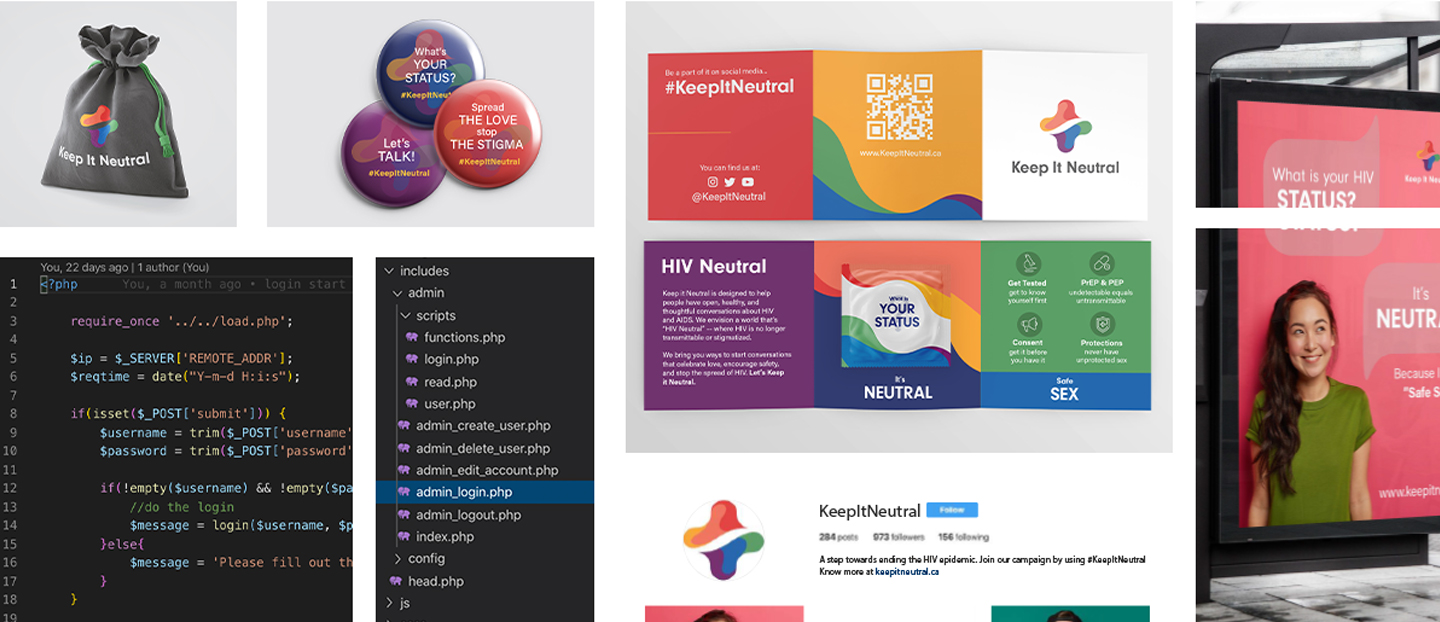 Keep It Neutral
What's
YOUR
STATUS?
#KeepItNeut
Let's
TALK!
#KeepItNeutral
Spread
THE LOVE
stop
THE STIGMA
#KeepItNeutral
Be a part of it on social media...
#KeepItNeutral
You can find us at:
@KeepItNeutral
www.KeepItNeutral.ca
Keep It Neutral
HIV Neutral
Keep it Neutral is designed to help
people have open, healthy, and
thoughtful conversations about HIV
and AIDS. We envision a world that's
"HIV Neutral" -- where HIV is no longer
transmittable or stigmatized.
We bring you ways to start conversations
that celebrate love, encourage safety,
and stop the spread of HIV. Let's Keep
it Neutral.
What is
YOUR
STATUS
It's
NEUTRAL
Get Tested
get to know
yourself first
PrEP & PEP
undetectable equals
untransmittable
Consent
get it before
you have it
Protections
never have
unprotected sex
Safe
SEX
What is your HIV
STATUS?
Keep It Neu
STATUS?
It's
NEUTRA
Because I
"Safe S
www.keepitn
You, 22 days ago | 1 author (You)
1 <?php You, a month ago • login start
2
3 require_once '../../load.php';
4
5 $ip = $_SERVER['REMOTE_ADDR'];
6 $reqtime = date("Y-m-d H:i:s");
7
8 if(isset($_POST['submit'])) {
9 $username = trim($_POST['username'
10 $password = trim($_POST['password'
11
12 if(!empty($username) && !empty($pa
13 //do the login
14 $message = login($username, $p
15 }else{
16 $message = 'Please fill out th
17 }
18 }
19
includes
admin
scripts
functions.php
login.php
read.php
user.php
admin_create_user.php
admin_delete_user.php
admin_edit_account.php
admin_login.php
admin_logout.php
index.php
config
head.php
js
KeepItNeutral Follow
284 posts 973 followers 156 following
A step towards ending the HIV epidemic. Join our campaign by using #KeepItNeutral
Know more at keepitneutral.ca